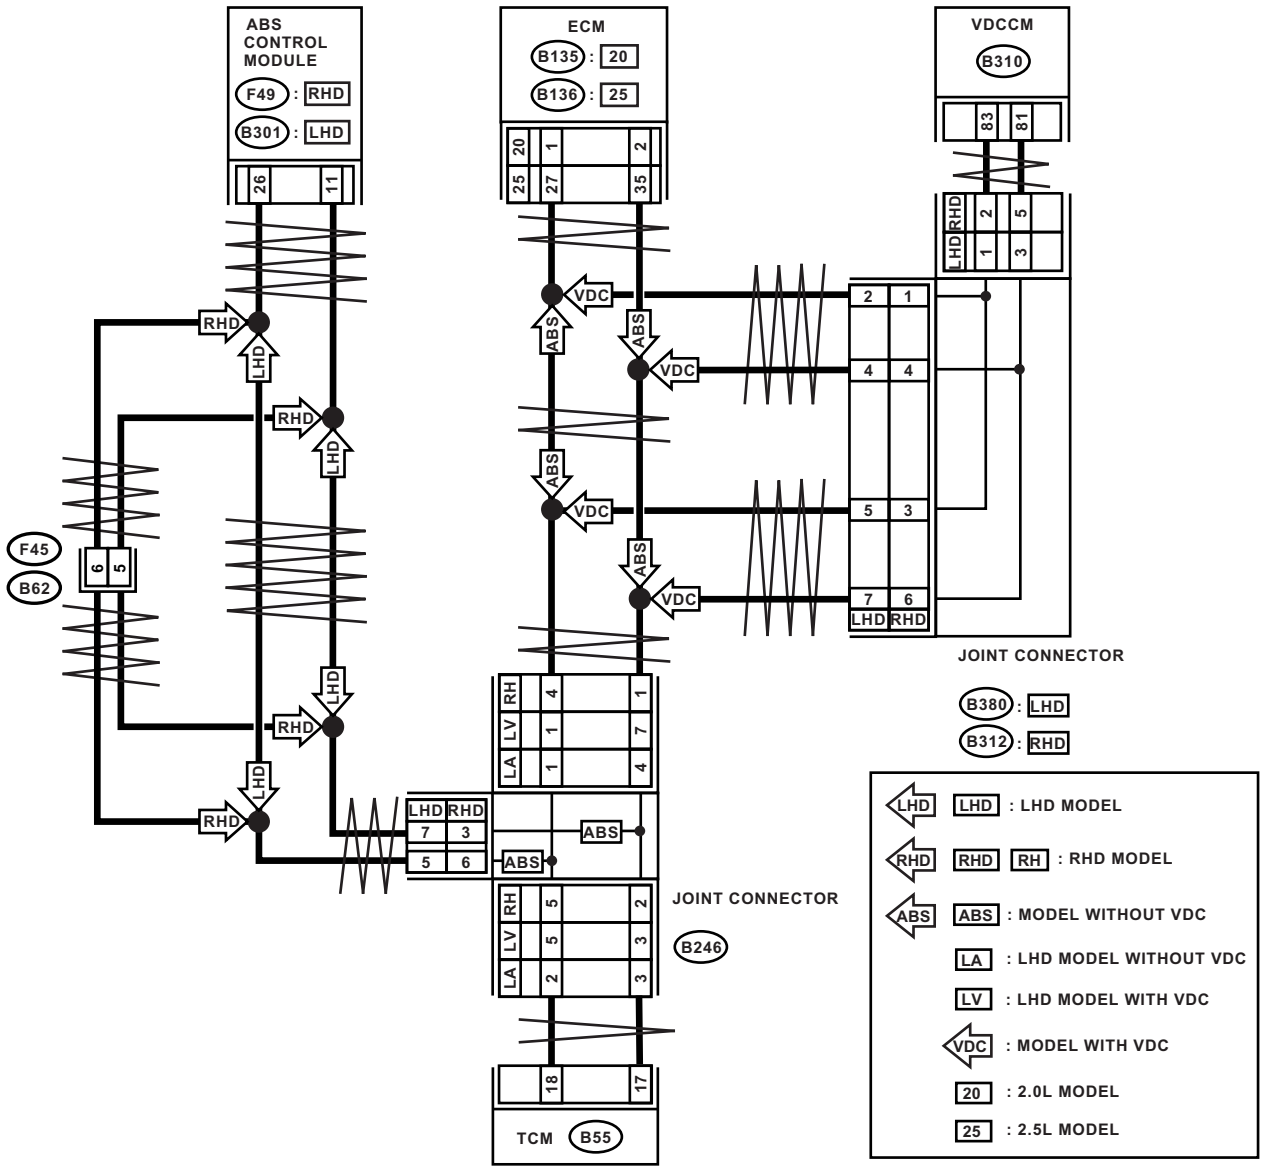 ABS
CONTROL
MODULE
F49 : RHD
B301 : LHD
26 11
ECM
B135 : 20
B136 : 25
20 1 2
25 27 35
VDCCM
B310
83 81
RHD 2 5
LHD 1 3
VDC
2 1
RHD
ABS
ABS
LHD
VDC
4 4
RHD
LHD
ABS
VDC
5 3
F45
B62
6 5
ABS
VDC
7 6
LHD RHD
JOINT CONNECTOR
B380 : LHD
B312 : RHD
LHD
RHD
RH 4 1
LV 1 7
LA 1 4
LHD
RHD
LHD RHD
7 3
ABS
5 6
ABS
RH 5 2
LV 5 3
LA 2 3
JOINT CONNECTOR
B246
18 17
TCM B55
LHD LHD : LHD MODEL
RHD RHD RH : RHD MODEL
ABS ABS : MODEL WITHOUT VDC
LA : LHD MODEL WITHOUT VDC
LV : LHD MODEL WITH VDC
VDC : MODEL WITH VDC
20 : 2.0L MODEL
25 : 2.5L MODEL